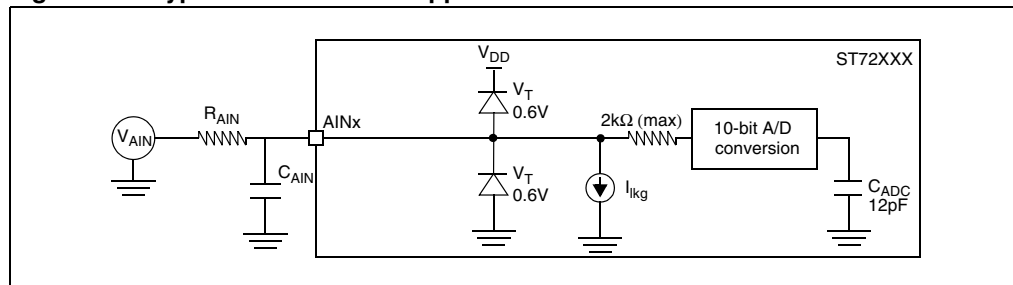 V_DD
ST72XXX
V_T
0.6V
R_AIN
AINx
2kΩ (max)
10-bit A/D
conversion
V_AIN
C_AIN
V_T
0.6V
I_lkg
C_ADC
12pF